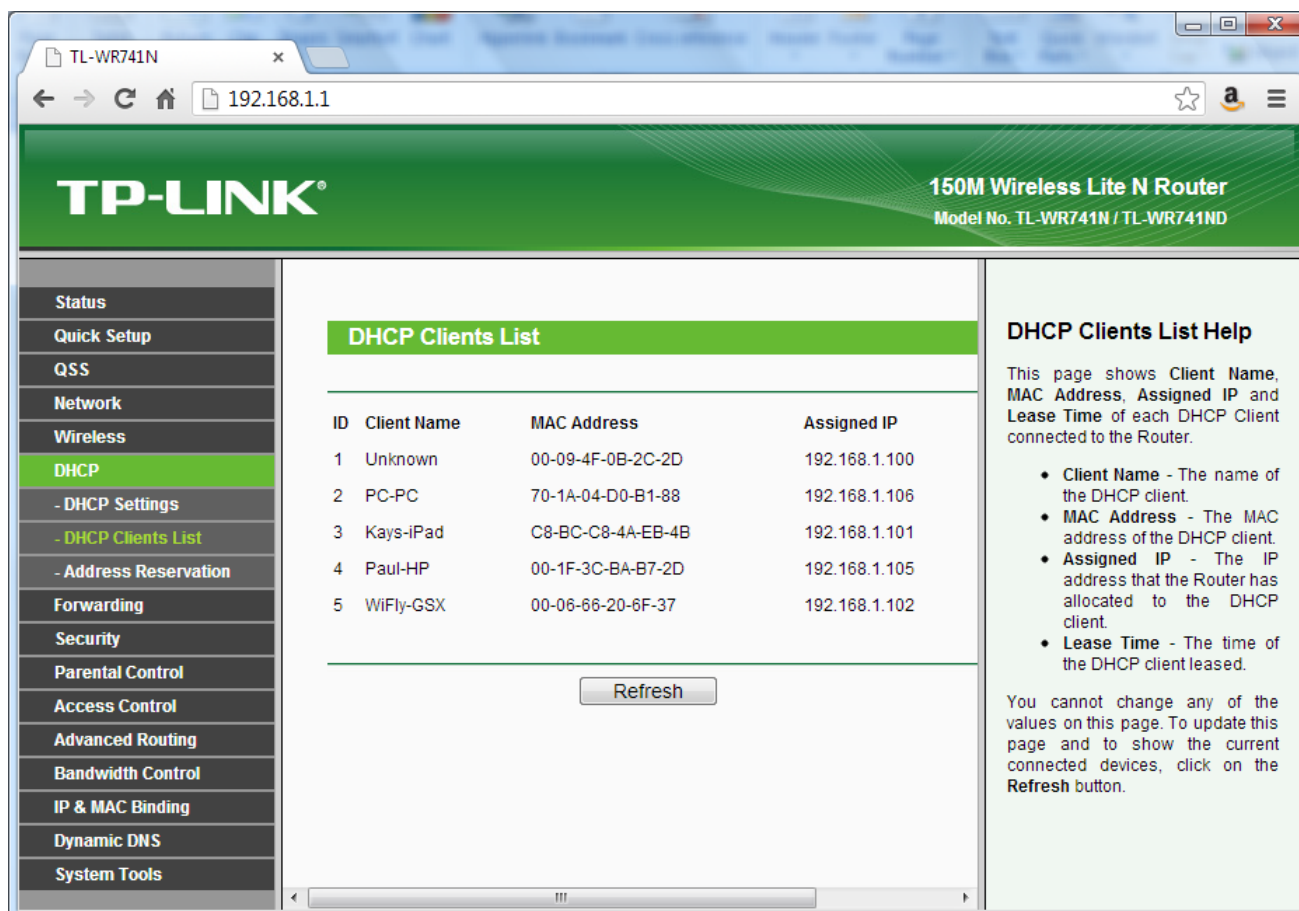 TL-WR741N
192.168.1.1
TP-LINK®
150M Wireless Lite N Router
Model No. TL-WR741N / TL-WR741ND
Status
Quick Setup
QSS
Network
Wireless
DHCP
- DHCP Settings
- DHCP Clients List
- Address Reservation
Forwarding
Security
Parental Control
Access Control
Advanced Routing
Bandwidth Control
IP & MAC Binding
Dynamic DNS
System Tools
DHCP Clients List
ID Client Name MAC Address Assigned IP
1 Unknown 00-09-4F-0B-2C-2D 192.168.1.100
2 PC-PC 70-1A-04-D0-B1-88 192.168.1.106
3 Kays-iPad C8-BC-C8-4A-EB-4B 192.168.1.101
4 Paul-HP 00-1F-3C-BA-B7-2D 192.168.1.105
5 WiFly-GSX 00-06-66-20-6F-37 192.168.1.102
Refresh
DHCP Clients List Help
This page shows Client Name,
MAC Address, Assigned IP and
Lease Time of each DHCP Client
connected to the Router.
• Client Name - The name of
the DHCP client.
• MAC Address - The MAC
address of the DHCP client.
• Assigned IP - The IP
address that the Router has
allocated to the DHCP
client.
• Lease Time - The time of
the DHCP client leased.
You cannot change any of the
values on this page. To update this
page and to show the current
connected devices, click on the
Refresh button.